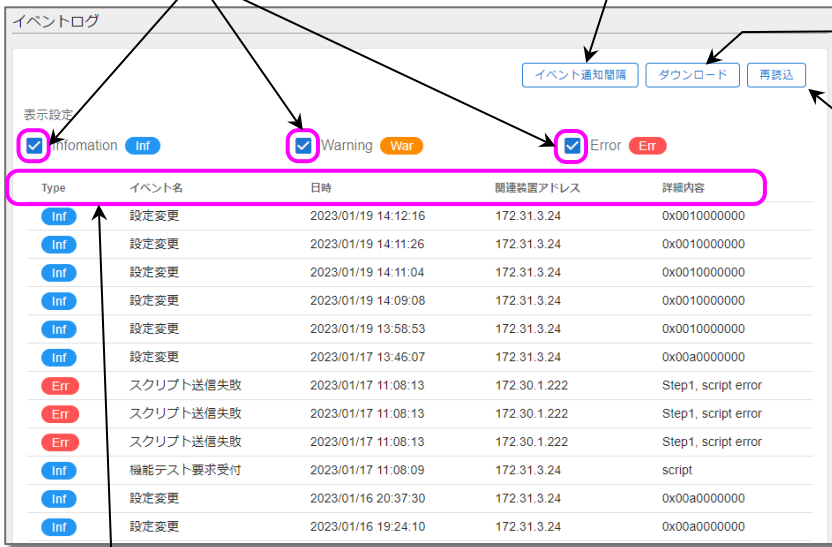 イベントログ
イベント通知間隔 ダウンロード 再読込
表示設定
Infomation Inf Warning War Error Err
Type イベント名 日時 関連装置アドレス 詳細内容
Inf 設定変更 2023/01/19 14:12:16 172.31.3.24 0x0010000000
Inf 設定変更 2023/01/19 14:11:26 172.31.3.24 0x0010000000
Inf 設定変更 2023/01/19 14:11:04 172.31.3.24 0x0010000000
Inf 設定変更 2023/01/19 14:09:08 172.31.3.24 0x0010000000
Inf 設定変更 2023/01/19 13:58:53 172.31.3.24 0x0010000000
Inf 設定変更 2023/01/17 13:46:07 172.31.3.24 0x00a0000000
Err スクリプト送信失敗 2023/01/17 11:08:13 172.30.1.222 Step1, script error
Err スクリプト送信失敗 2023/01/17 11:08:13 172.30.1.222 Step1, script error
Err スクリプト送信失敗 2023/01/17 11:08:13 172.30.1.222 Step1, script error
Inf 機能テスト要求受付 2023/01/17 11:08:09 172.31.3.24 script
Inf 設定変更 2023/01/16 20:37:30 172.31.3.24 0x00a0000000
Inf 設定変更 2023/01/16 19:24:10 172.31.3.24 0x00a0000000